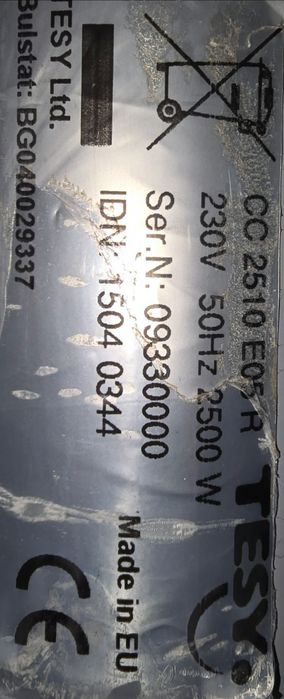 TESY
CC 2510 E05 R
230V 50Hz 2500 W
Ser.N: 09330000
IDN: 1504 0344
Made in EU
CE
TESY Ltd.
Bulstat: BG040029337